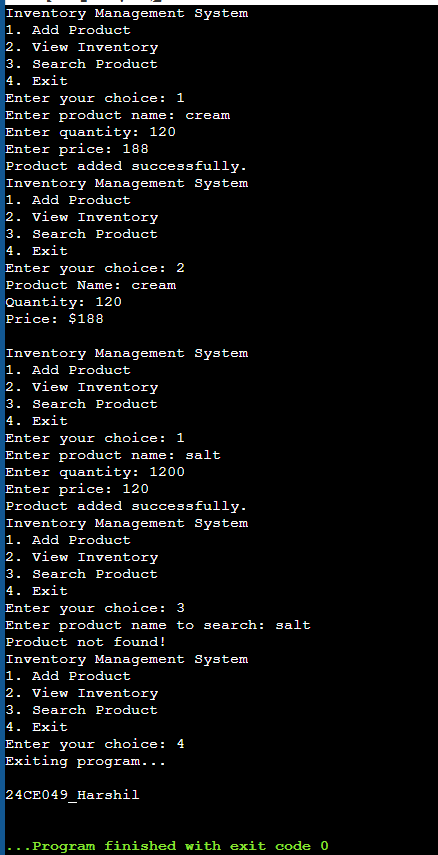 Inventory Management System
1. Add Product
2. View Inventory
3. Search Product
4. Exit
Enter your choice: 1
Enter product name: cream
Enter quantity: 120
Enter price: 188
Product added successfully.
Inventory Management System
1. Add Product
2. View Inventory
3. Search Product
4. Exit
Enter your choice: 2
Product Name: cream
Quantity: 120
Price: $188
Inventory Management System
1. Add Product
2. View Inventory
3. Search Product
4. Exit
Enter your choice: 1
Enter product name: salt
Enter quantity: 1200
Enter price: 120
Product added successfully.
Inventory Management System
1. Add Product
2. View Inventory
3. Search Product
4. Exit
Enter your choice: 3
Enter product name to search: salt
Product not found!
Inventory Management System
1. Add Product
2. View Inventory
3. Search Product
4. Exit
Enter your choice: 4
Exiting program...
24CE049_Harshil
...Program finished with exit code 0